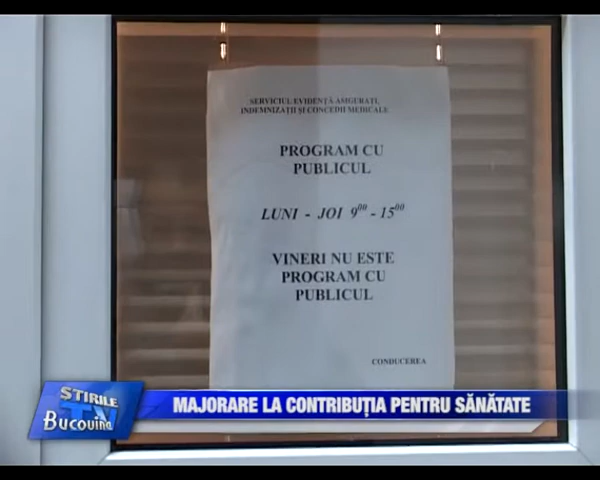 SERVICIUL EVIDENȚĂ ASIGURAȚI,
INDEMNIZAȚII ȘI CONCEDII MEDICALE
PROGRAM CU
PUBLICUL
LUNI - JOI 9⁰⁰ - 15⁰⁰
VINERI NU ESTE
PROGRAM CU
PUBLICUL
CONDUCEREA
ȘTIRILE
TV
Bucovina
MAJORARE LA CONTRIBUȚIA PENTRU SĂNĂTATE